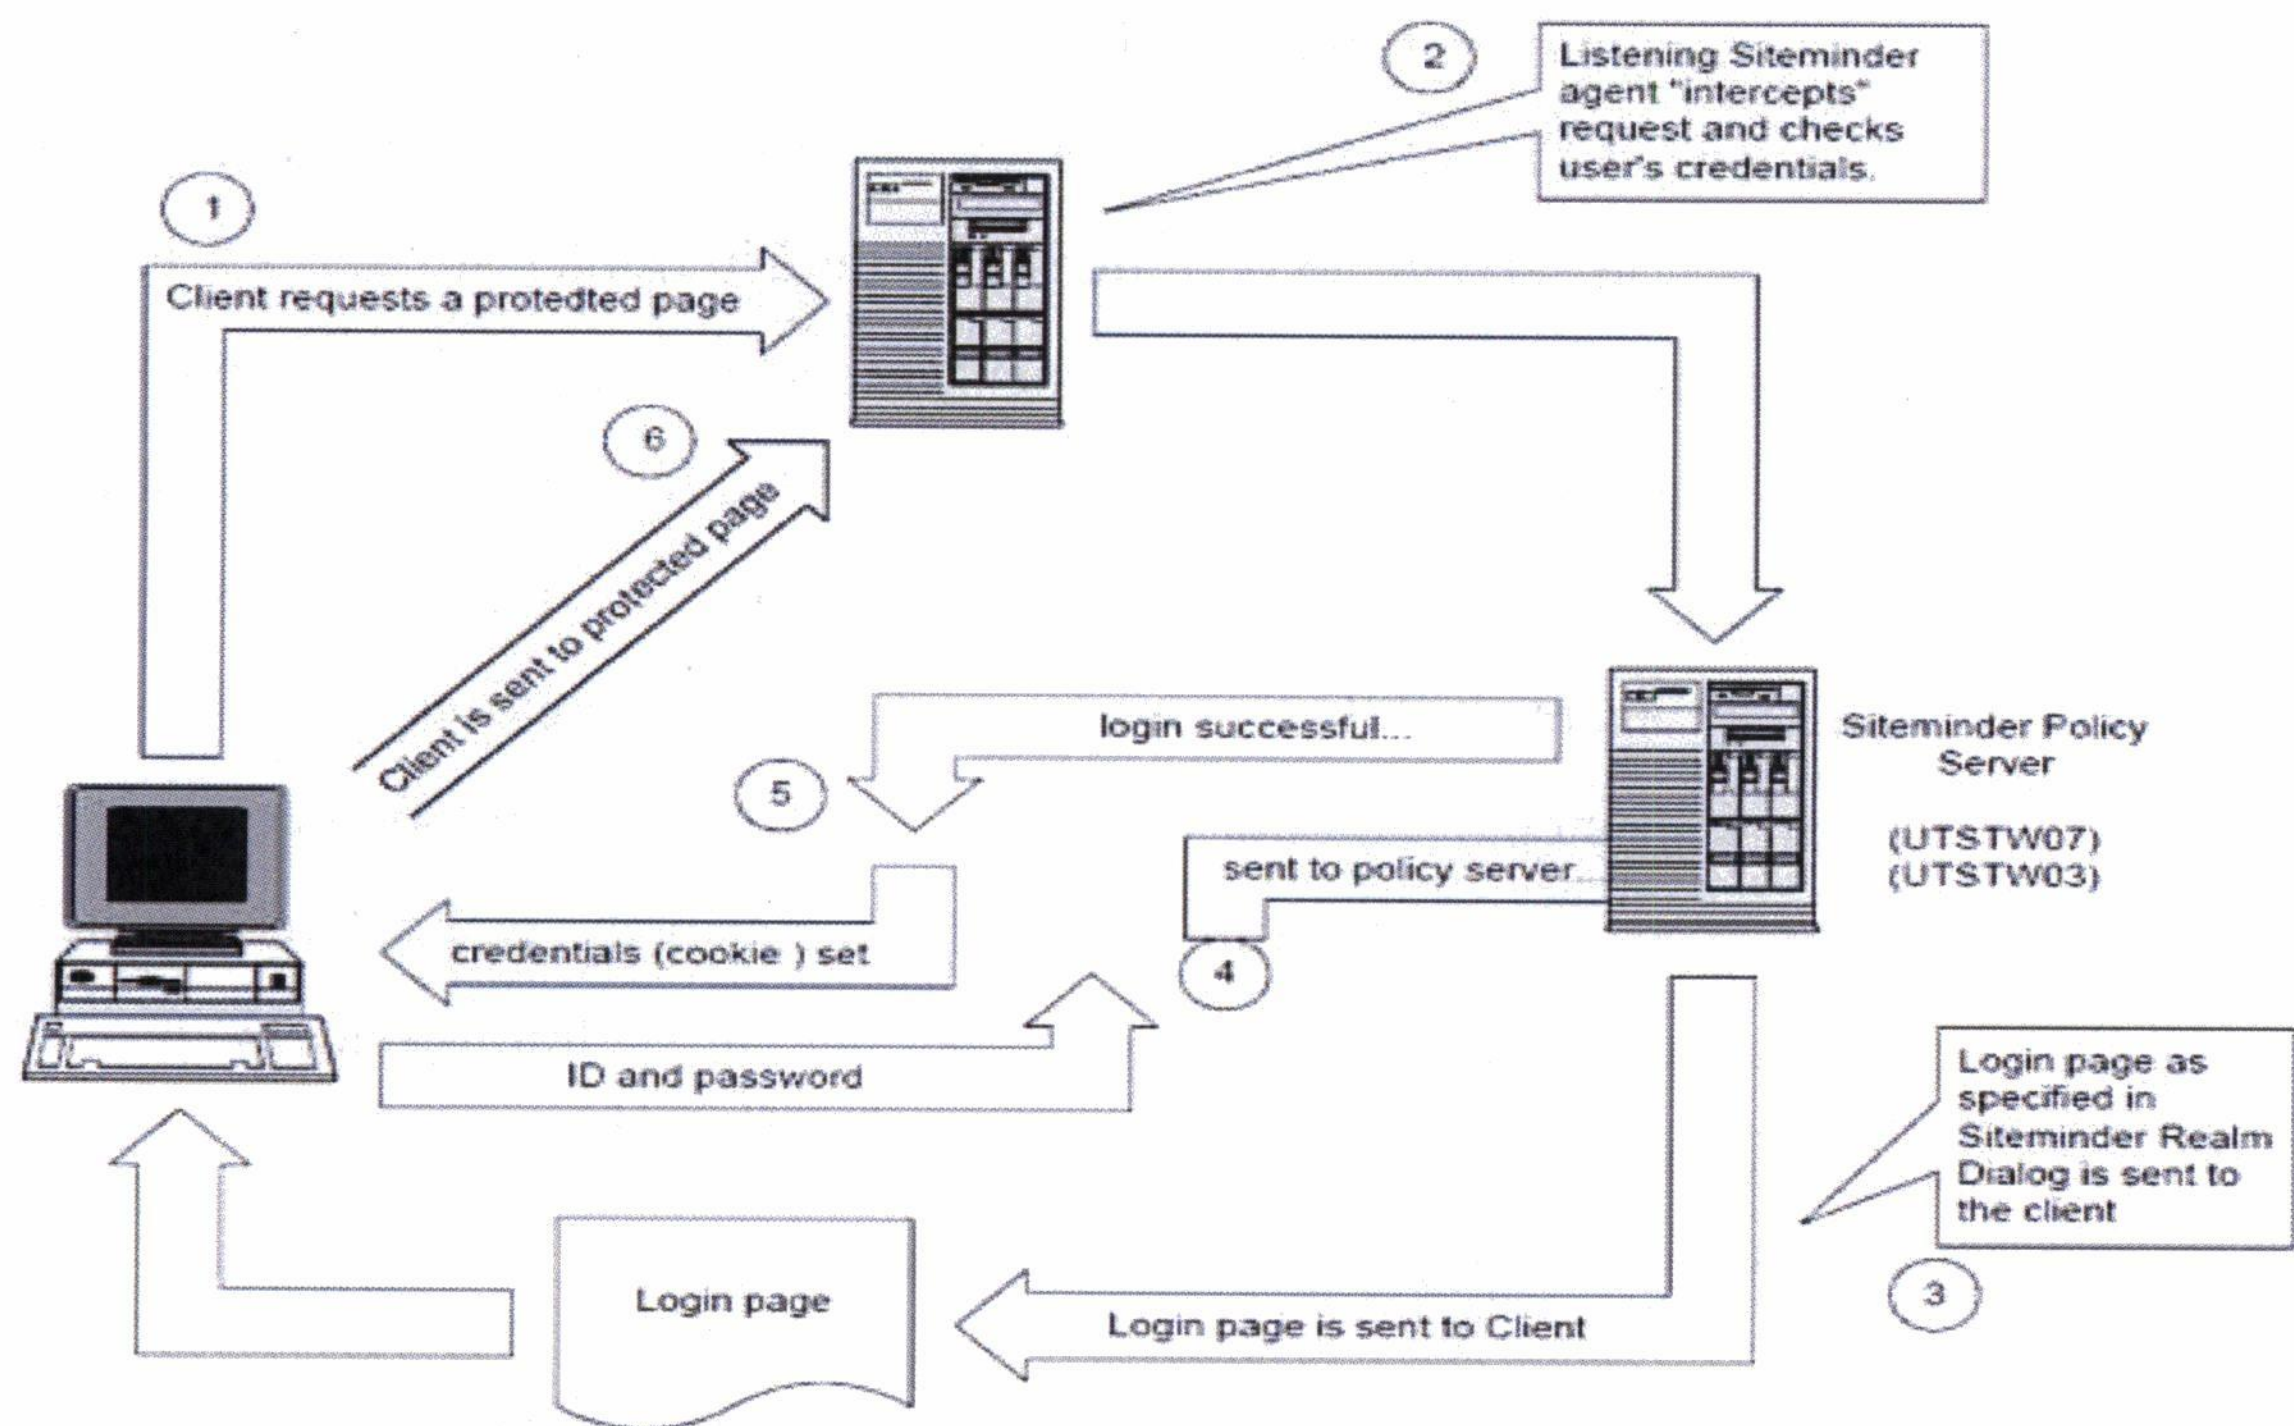 1
Client requests a protedted page
2
Listening Siteminder
agent "intercepts"
request and checks
user's credentials.
6
Client is sent to protected page
login successful...
5
credentials (cookie ) set
sent to policy server...
4
ID and password
Siteminder Policy
Server
(UTSTW07)
(UTSTW03)
Login page as
specified in
Siteminder Realm
Dialog is sent to
the client
3
Login page is sent to Client
Login page